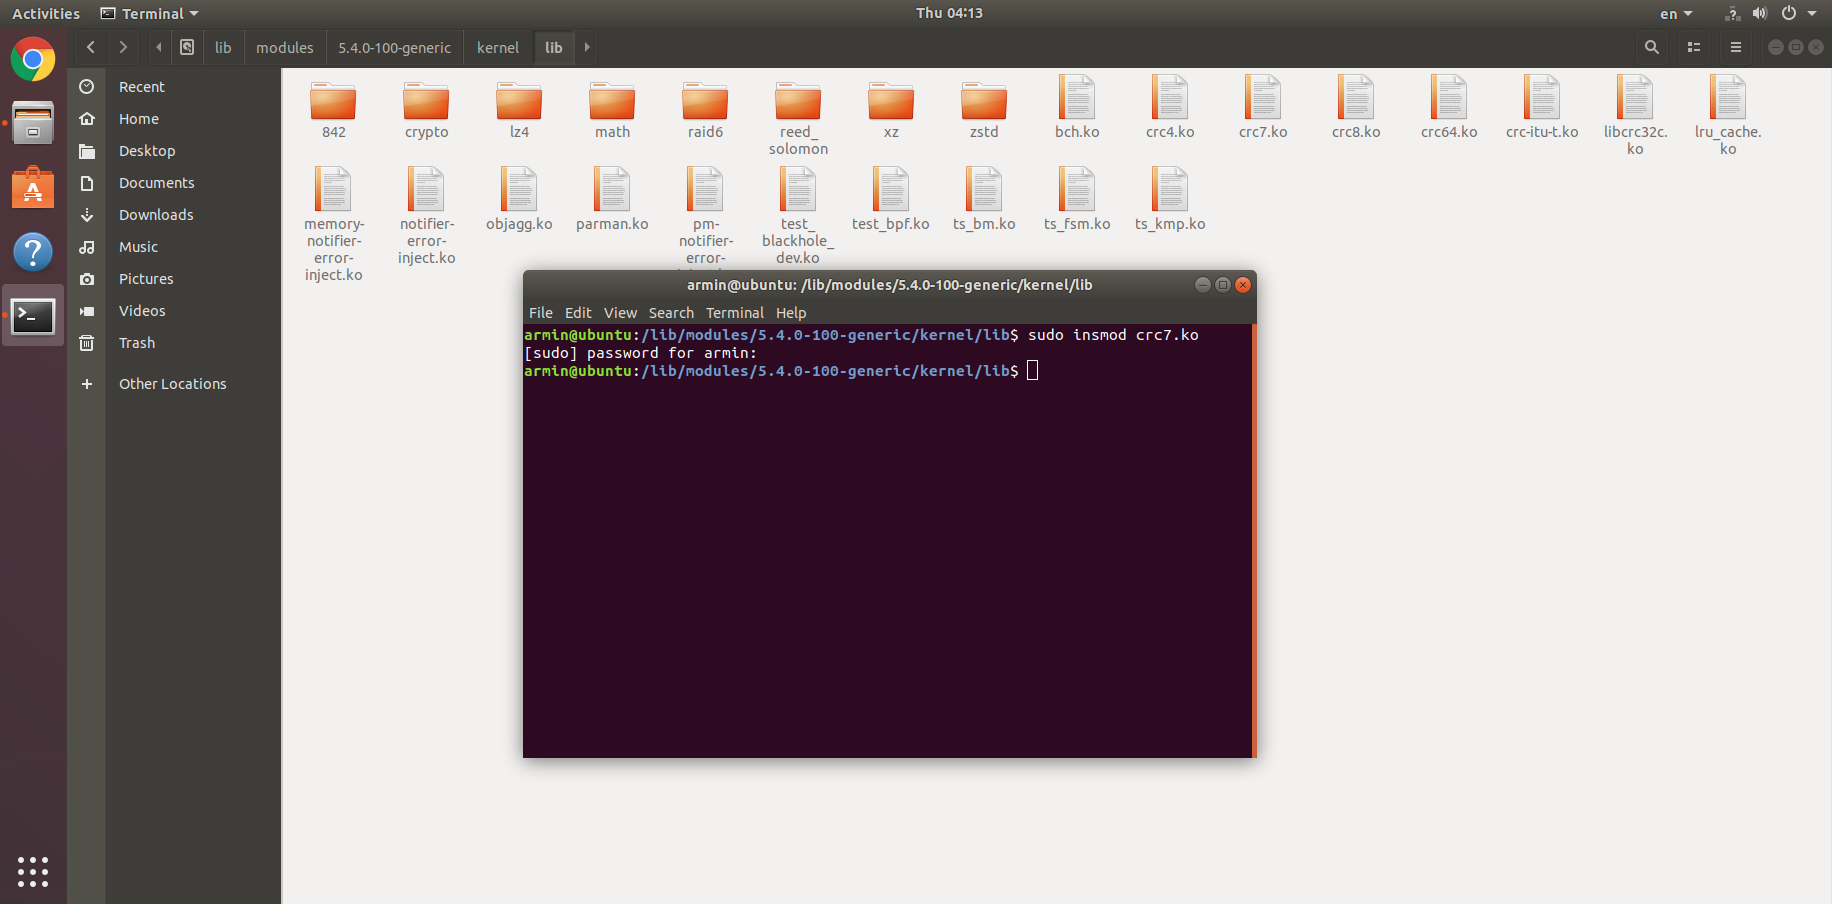 Activities Terminal Thu 04:13 en
lib modules 5.4.0-100-generic kernel lib
Recent
Home
Desktop
Documents
Downloads
Music
Pictures
Videos
Trash
Other Locations
842 crypto lz4 math raid6 reed_ xz zstd bch.ko crc4.ko crc7.ko crc8.ko crc64.ko crc-itu-t.ko libcrc32c. lru_cache.
solomon ko ko
memory- notifier- objagg.ko parman.ko pm- test_ test_bpf.ko ts_bm.ko ts_fsm.ko ts_kmp.ko
notifier- error- notifier- blackhole_
error- inject.ko error- dev.ko
inject.ko
armin@ubuntu: /lib/modules/5.4.0-100-generic/kernel/lib
File Edit View Search Terminal Help
armin@ubuntu:/lib/modules/5.4.0-100-generic/kernel/lib$ sudo insmod crc7.ko
[sudo] password for armin:
armin@ubuntu:/lib/modules/5.4.0-100-generic/kernel/lib$